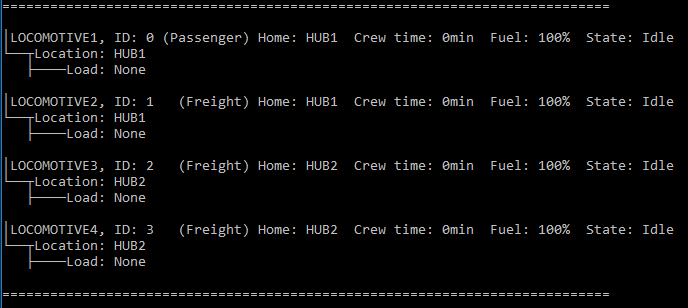 ============================================================================
│LOCOMOTIVE1, ID: 0 (Passenger) Home: HUB1  Crew time: 0min  Fuel: 100%  State: Idle
└──┬Location: HUB1
   ├────Load: None
│LOCOMOTIVE2, ID: 1   (Freight) Home: HUB1  Crew time: 0min  Fuel: 100%  State: Idle
└──┬Location: HUB1
   ├────Load: None
│LOCOMOTIVE3, ID: 2   (Freight) Home: HUB2  Crew time: 0min  Fuel: 100%  State: Idle
└──┬Location: HUB2
   ├────Load: None
│LOCOMOTIVE4, ID: 3   (Freight) Home: HUB2  Crew time: 0min  Fuel: 100%  State: Idle
└──┬Location: HUB2
   ├────Load: None
============================================================================